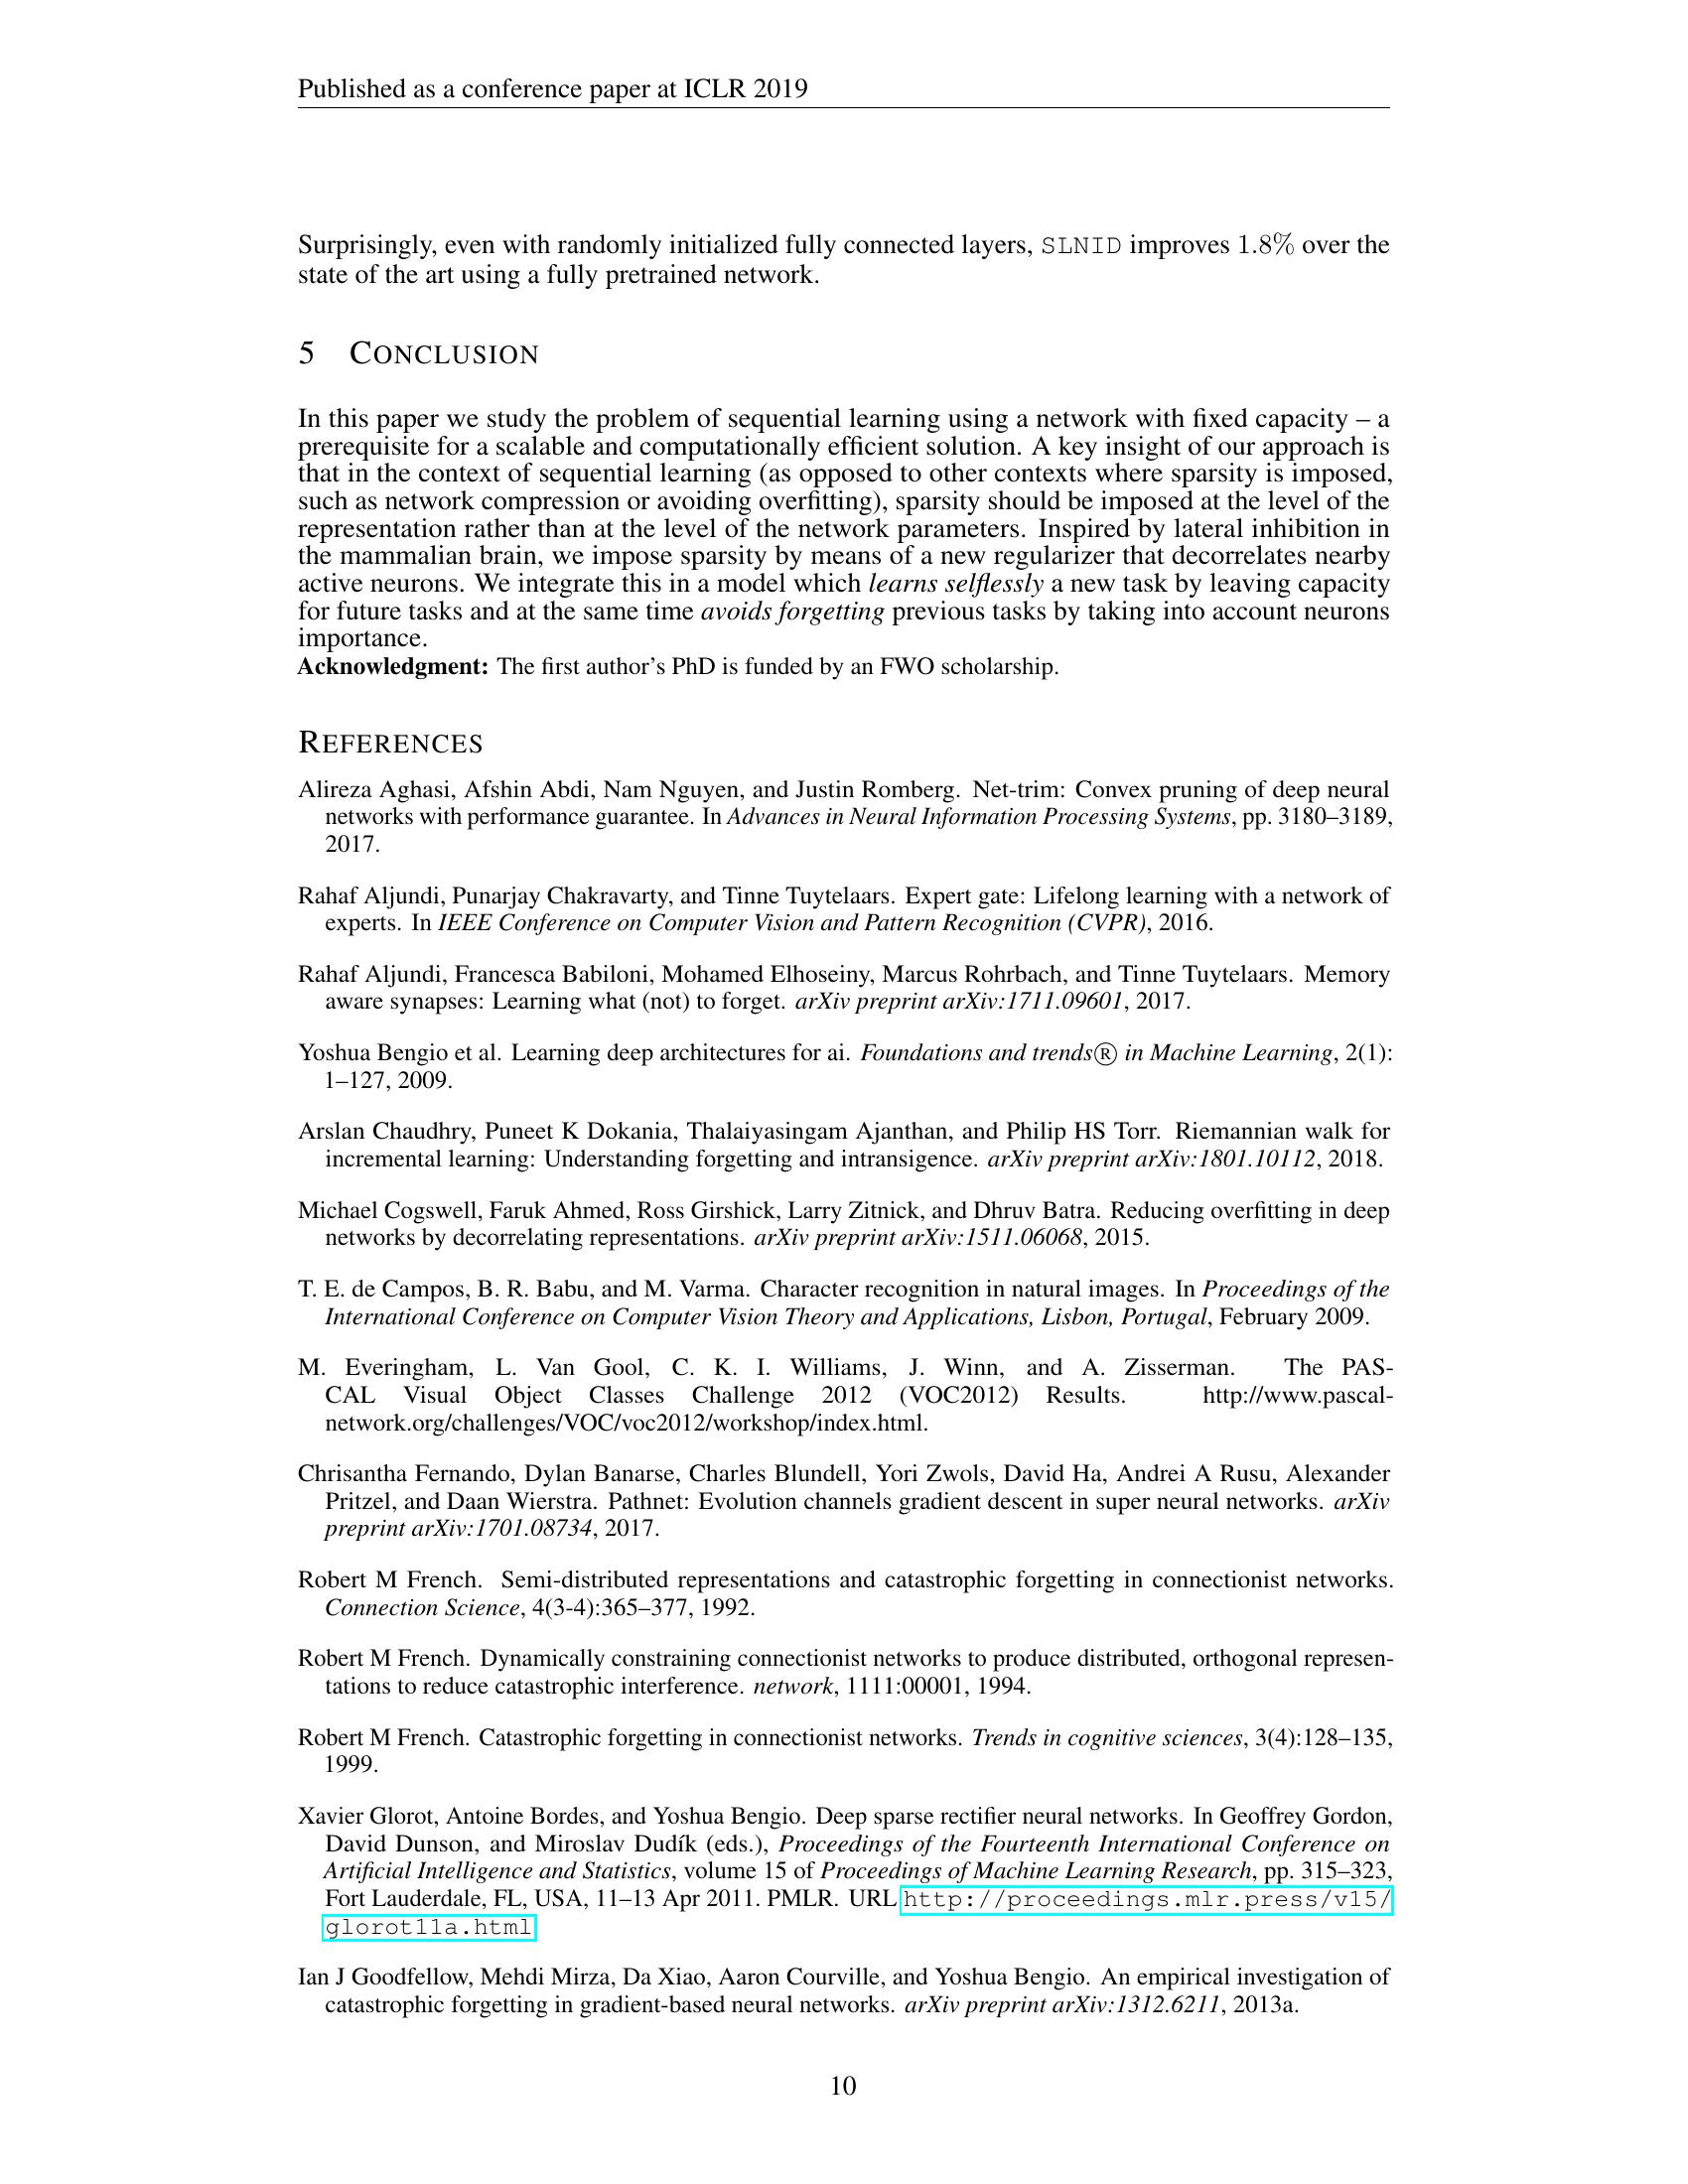 Published as a conference paper at ICLR 2019
Surprisingly, even with randomly initialized fully connected layers, SLNID improves 1.8% over the
state of the art using a fully pretrained network.
5 CONCLUSION
In this paper we study the problem of sequential learning using a network with fixed capacity – a
prerequisite for a scalable and computationally efficient solution. A key insight of our approach is
that in the context of sequential learning (as opposed to other contexts where sparsity is imposed,
such as network compression or avoiding overfitting), sparsity should be imposed at the level of the
representation rather than at the level of the network parameters. Inspired by lateral inhibition in
the mammalian brain, we impose sparsity by means of a new regularizer that decorrelates nearby
active neurons. We integrate this in a model which learns selflessly a new task by leaving capacity
for future tasks and at the same time avoids forgetting previous tasks by taking into account neurons
importance.
Acknowledgment: The first author's PhD is funded by an FWO scholarship.
REFERENCES
Alireza Aghasi, Afshin Abdi, Nam Nguyen, and Justin Romberg. Net-trim: Convex pruning of deep neural
networks with performance guarantee. In Advances in Neural Information Processing Systems, pp. 3180–3189,
2017.
Rahaf Aljundi, Punarjay Chakravarty, and Tinne Tuytelaars. Expert gate: Lifelong learning with a network of
experts. In IEEE Conference on Computer Vision and Pattern Recognition (CVPR), 2016.
Rahaf Aljundi, Francesca Babiloni, Mohamed Elhoseiny, Marcus Rohrbach, and Tinne Tuytelaars. Memory
aware synapses: Learning what (not) to forget. arXiv preprint arXiv:1711.09601, 2017.
Yoshua Bengio et al. Learning deep architectures for ai. Foundations and trends® in Machine Learning, 2(1):
1–127, 2009.
Arslan Chaudhry, Puneet K Dokania, Thalaiyasingam Ajanthan, and Philip HS Torr. Riemannian walk for
incremental learning: Understanding forgetting and intransigence. arXiv preprint arXiv:1801.10112, 2018.
Michael Cogswell, Faruk Ahmed, Ross Girshick, Larry Zitnick, and Dhruv Batra. Reducing overfitting in deep
networks by decorrelating representations. arXiv preprint arXiv:1511.06068, 2015.
T. E. de Campos, B. R. Babu, and M. Varma. Character recognition in natural images. In Proceedings of the
International Conference on Computer Vision Theory and Applications, Lisbon, Portugal, February 2009.
M. Everingham, L. Van Gool, C. K. I. Williams, J. Winn, and A. Zisserman. The PAS-
CAL Visual Object Classes Challenge 2012 (VOC2012) Results. http://www.pascal-
network.org/challenges/VOC/voc2012/workshop/index.html.
Chrisantha Fernando, Dylan Banarse, Charles Blundell, Yori Zwols, David Ha, Andrei A Rusu, Alexander
Pritzel, and Daan Wierstra. Pathnet: Evolution channels gradient descent in super neural networks. arXiv
preprint arXiv:1701.08734, 2017.
Robert M French. Semi-distributed representations and catastrophic forgetting in connectionist networks.
Connection Science, 4(3-4):365–377, 1992.
Robert M French. Dynamically constraining connectionist networks to produce distributed, orthogonal represen-
tations to reduce catastrophic interference. network, 1111:00001, 1994.
Robert M French. Catastrophic forgetting in connectionist networks. Trends in cognitive sciences, 3(4):128–135,
1999.
Xavier Glorot, Antoine Bordes, and Yoshua Bengio. Deep sparse rectifier neural networks. In Geoffrey Gordon,
David Dunson, and Miroslav Dudík (eds.), Proceedings of the Fourteenth International Conference on
Artificial Intelligence and Statistics, volume 15 of Proceedings of Machine Learning Research, pp. 315–323,
Fort Lauderdale, FL, USA, 11–13 Apr 2011. PMLR. URL http://proceedings.mlr.press/v15/
glorot11a.html
Ian J Goodfellow, Mehdi Mirza, Da Xiao, Aaron Courville, and Yoshua Bengio. An empirical investigation of
catastrophic forgetting in gradient-based neural networks. arXiv preprint arXiv:1312.6211, 2013a.
10